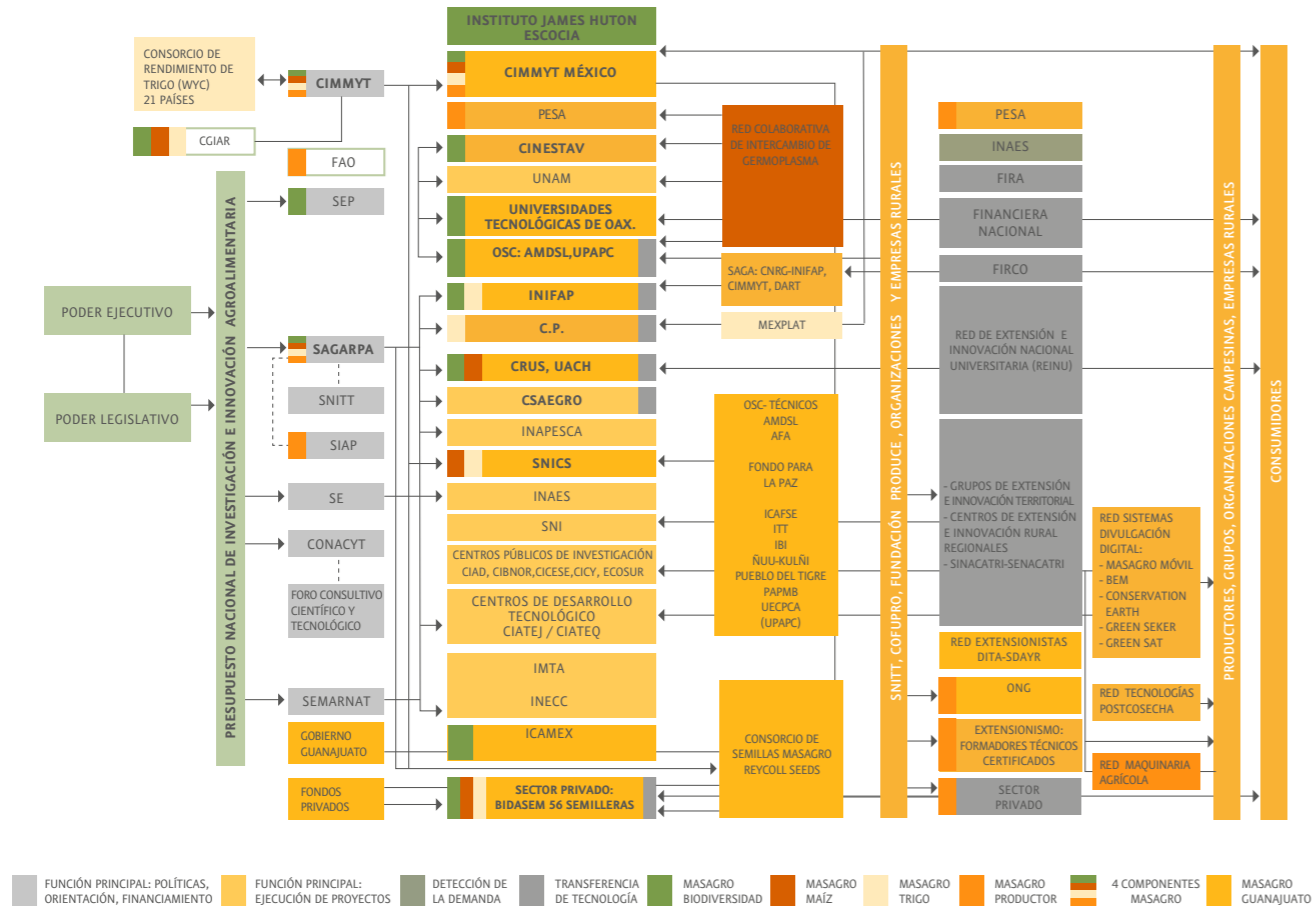 INSTITUTO JAMES HUTON
ESCOCIA
CONSORCIO DE
RENDIMIENTO DE
TRIGO (WYC)
21 PAÍSES
CIMMYT
CGIAR
FAO
SEP
PODER EJECUTIVO
PODER LEGISLATIVO
PRESUPUESTO NACIONAL DE INVESTIGACIÓN E INNOVACIÓN AGROALIMENTARIA
SAGARPA
SNITT
SIAP
SE
CONACYT
FORO CONSULTIVO
CIENTÍFICO Y
TECNOLÓGICO
SEMARNAT
GOBIERNO
GUANAJUATO
FONDOS
PRIVADOS
CIMMYT MÉXICO
PESA
CINESTAV
UNAM
UNIVERSIDADES
TECNOLÓGICAS DE OAX.
OSC: AMDSL,UPAPC
INIFAP
C.P.
CRUS, UACH
CSAEGRO
INAPESCA
SNICS
INAES
SNI
CENTROS PÚBLICOS DE INVESTIGACIÓN
CIAD, CIBNOR,CICESE,CICY, ECOSUR
CENTROS DE DESARROLLO
TECNOLÓGICO
CIATEJ / CIATEQ
IMTA
INECC
ICAMEX
SECTOR PRIVADO:
BIDASEM 56 SEMILLERAS
RED COLABORATIVA
DE INTERCAMBIO DE
GERMOPLASMA
SAGA: CNRG-INIFAP,
CIMMYT, DART
MEXPLAT
OSC- TÉCNICOS
AMDSL
AFA
FONDO PARA
LA PAZ
ICAFSE
ITT
IBI
ÑUU-KULÑI
PUEBLO DEL TIGRE
PAPMB
UECPCA
(UPAPC)
CONSORCIO DE
SEMILLAS MASAGRO
REYCOLL SEEDS
SNITT, COFUPRO, FUNDACIÓN PRODUCE , ORGANIZACIONES Y EMPRESAS RURALES
PESA
INAES
FIRA
FINANCIERA
NACIONAL
FIRCO
RED DE EXTENSIÓN E
INNOVACIÓN NACIONAL
UNIVERSITARIA (REINU)
- GRUPOS DE EXTENSIÓN
E INNOVACIÓN TERRITORIAL
- CENTROS DE EXTENSIÓN
E INNOVACIÓN RURAL
REGIONALES
- SINACATRI-SENACATRI
RED EXTENSIONISTAS
DITA-SDAYR
ONG
EXTENSIONISMO:
FORMADORES TÉCNICOS
CERTIFICADOS
SECTOR
PRIVADO
RED SISTEMAS
DIVULGACIÓN
DIGITAL:
- MASAGRO MÓVIL
- BEM
- CONSERVATION
EARTH
- GREEN SEKER
- GREEN SAT
RED TECNOLOGÍAS
POSTCOSECHA
RED MAQUINARIA
AGRÍCOLA
PRODUCTORES, GRUPOS, ORGANIZACIONES CAMPESINAS, EMPRESAS RURALES
CONSUMIDORES
FUNCIÓN PRINCIPAL: POLÍTICAS,
ORIENTACIÓN, FINANCIAMIENTO
FUNCIÓN PRINCIPAL:
EJECUCIÓN DE PROYECTOS
DETECCIÓN DE
LA DEMANDA
TRANSFERENCIA
DE TECNOLOGÍA
MASAGRO
BIODIVERSIDAD
MASAGRO
MAÍZ
MASAGRO
TRIGO
MASAGRO
PRODUCTOR
4 COMPONENTES
MASAGRO
MASAGRO
GUANAJUATO